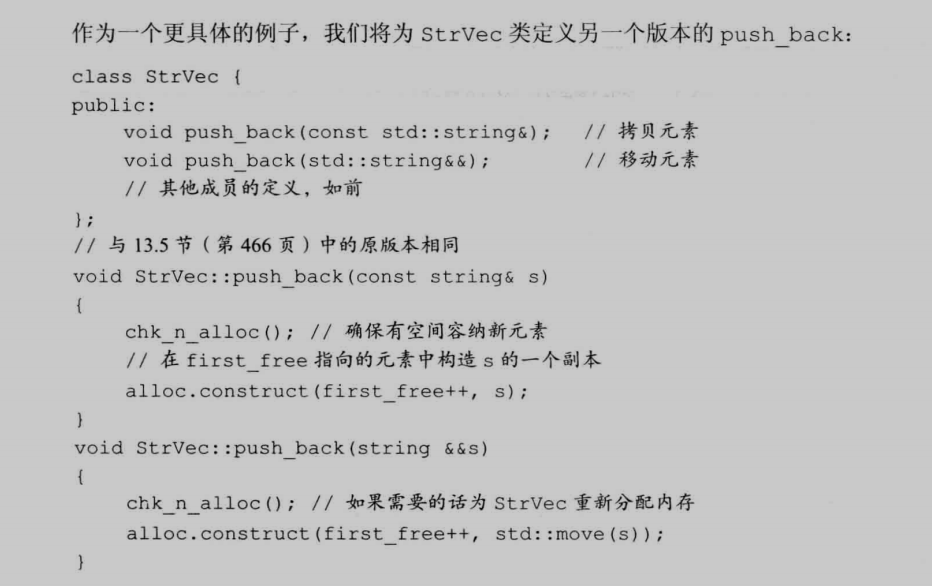 作为一个更具体的例子，我们将为 StrVec 类定义另一个版本的 push_back：
class StrVec {
public:
    void push_back(const std::string&);   // 拷贝元素
    void push_back(std::string&&);        // 移动元素
    // 其他成员的定义，如前
};
// 与 13.5 节（第 466 页）中的原版本相同
void StrVec::push_back(const string& s)
{
    chk_n_alloc(); // 确保有空间容纳新元素
    // 在 first_free 指向的元素中构造 s 的一个副本
    alloc.construct(first_free++, s);
}
void StrVec::push_back(string &&s)
{
    chk_n_alloc(); // 如果需要的话为 StrVec 重新分配内存
    alloc.construct(first_free++, std::move(s));
}